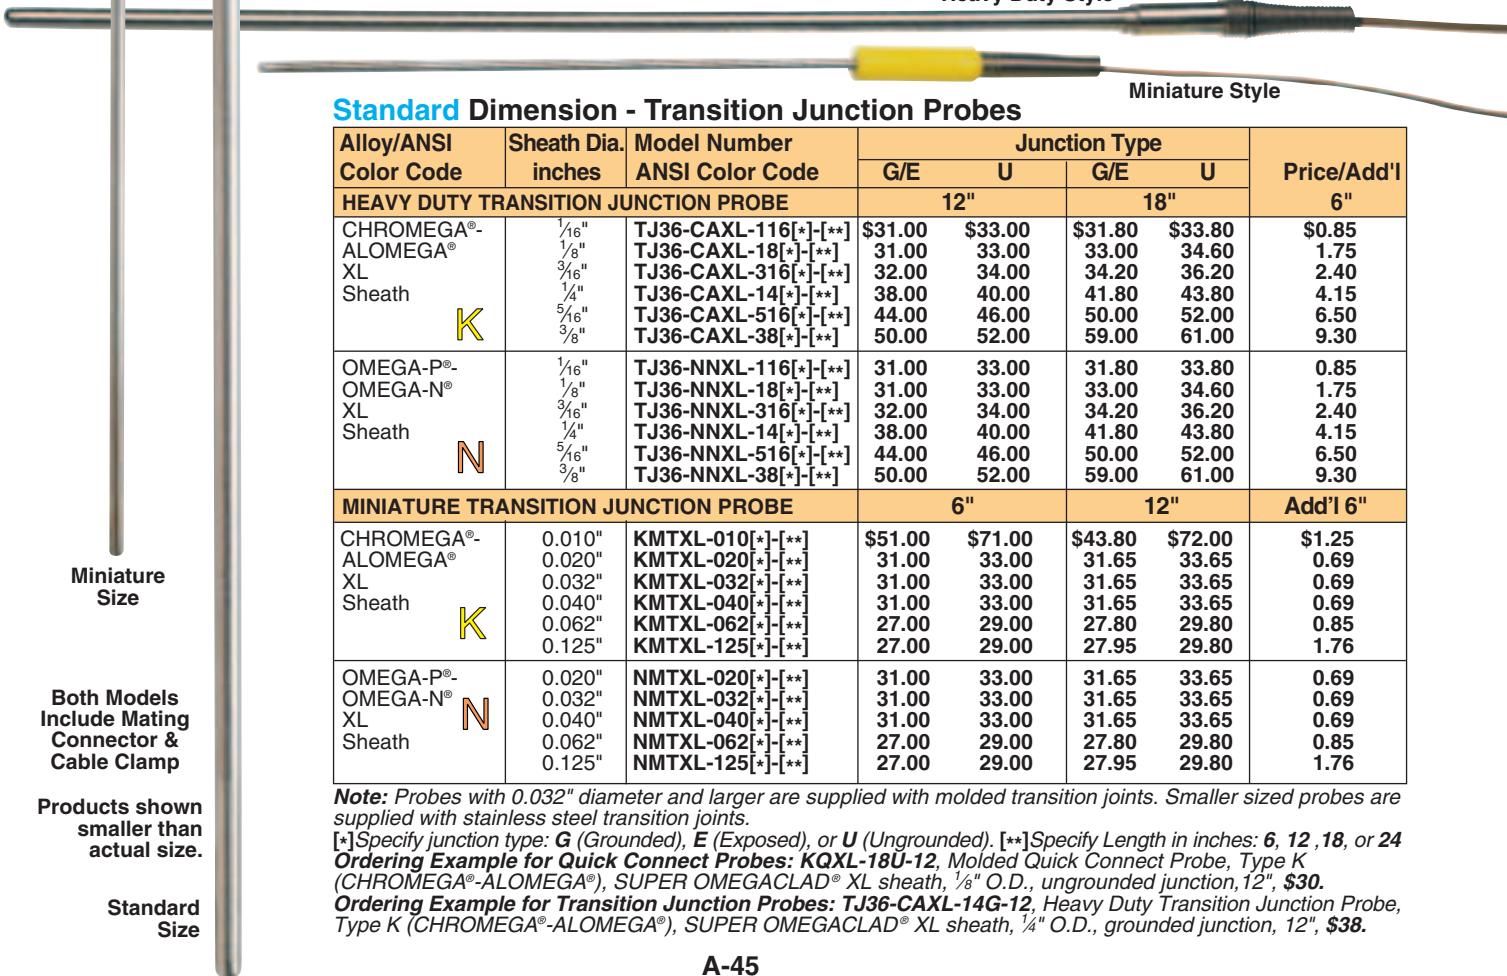 Heavy Duty Style
Miniature Style
Standard Dimension - Transition Junction Probes
Alloy/ANSI Sheath Dia. Model Number Junction Type
Color Code inches ANSI Color Code G/E U G/E U Price/Add'l
HEAVY DUTY TRANSITION JUNCTION PROBE 12" 18" 6"
CHROMEGA®- 1/16" TJ36-CAXL-116[*]-[**] $31.00 $33.00 $31.80 $33.80 $0.85
ALOMEGA® 1/8" TJ36-CAXL-18[*]-[**] 31.00 33.00 33.00 34.60 1.75
XL 3/16" TJ36-CAXL-316[*]-[**] 32.00 34.00 34.20 36.20 2.40
Sheath 1/4" TJ36-CAXL-14[*]-[**] 38.00 40.00 41.80 43.80 4.15
K 5/16" TJ36-CAXL-516[*]-[**] 44.00 46.00 50.00 52.00 6.50
3/8" TJ36-CAXL-38[*]-[**] 50.00 52.00 59.00 61.00 9.30
OMEGA-P®- 1/16" TJ36-NNXL-116[*]-[**] 31.00 33.00 31.80 33.80 0.85
OMEGA-N® 1/8" TJ36-NNXL-18[*]-[**] 31.00 33.00 33.00 34.60 1.75
XL 3/16" TJ36-NNXL-316[*]-[**] 32.00 34.00 34.20 36.20 2.40
Sheath 1/4" TJ36-NNXL-14[*]-[**] 38.00 40.00 41.80 43.80 4.15
N 5/16" TJ36-NNXL-516[*]-[**] 44.00 46.00 50.00 52.00 6.50
3/8" TJ36-NNXL-38[*]-[**] 50.00 52.00 59.00 61.00 9.30
MINIATURE TRANSITION JUNCTION PROBE 6" 12" Add'l 6"
CHROMEGA®- 0.010" KMTXL-010[*]-[**] $51.00 $71.00 $43.80 $72.00 $1.25
ALOMEGA® 0.020" KMTXL-020[*]-[**] 31.00 33.00 31.65 33.65 0.69
XL 0.032" KMTXL-032[*]-[**] 31.00 33.00 31.65 33.65 0.69
Sheath 0.040" KMTXL-040[*]-[**] 31.00 33.00 31.65 33.65 0.69
K 0.062" KMTXL-062[*]-[**] 27.00 29.00 27.80 29.80 0.85
0.125" KMTXL-125[*]-[**] 27.00 29.00 27.95 29.80 1.76
OMEGA-P®- 0.020" NMTXL-020[*]-[**] 31.00 33.00 31.65 33.65 0.69
OMEGA-N® N 0.032" NMTXL-032[*]-[**] 31.00 33.00 31.65 33.65 0.69
XL 0.040" NMTXL-040[*]-[**] 31.00 33.00 31.65 33.65 0.69
Sheath 0.062" NMTXL-062[*]-[**] 27.00 29.00 27.80 29.80 0.85
0.125" NMTXL-125[*]-[**] 27.00 29.00 27.95 29.80 1.76
Note: Probes with 0.032" diameter and larger are supplied with molded transition joints. Smaller sized probes are
supplied with stainless steel transition joints.
[*]Specify junction type: G (Grounded), E (Exposed), or U (Ungrounded). [**]Specify Length in inches: 6, 12 ,18, or 24
Ordering Example for Quick Connect Probes: KQXL-18U-12, Molded Quick Connect Probe, Type K
(CHROMEGA®-ALOMEGA®), SUPER OMEGACLAD® XL sheath, 1/8" O.D., ungrounded junction,12", $30.
Ordering Example for Transition Junction Probes: TJ36-CAXL-14G-12, Heavy Duty Transition Junction Probe,
Type K (CHROMEGA®-ALOMEGA®), SUPER OMEGACLAD® XL sheath, 1/4" O.D., grounded junction, 12", $38.
Miniature
Size
Both Models
Include Mating
Connector &
Cable Clamp
Products shown
smaller than
actual size.
Standard
Size
A-45